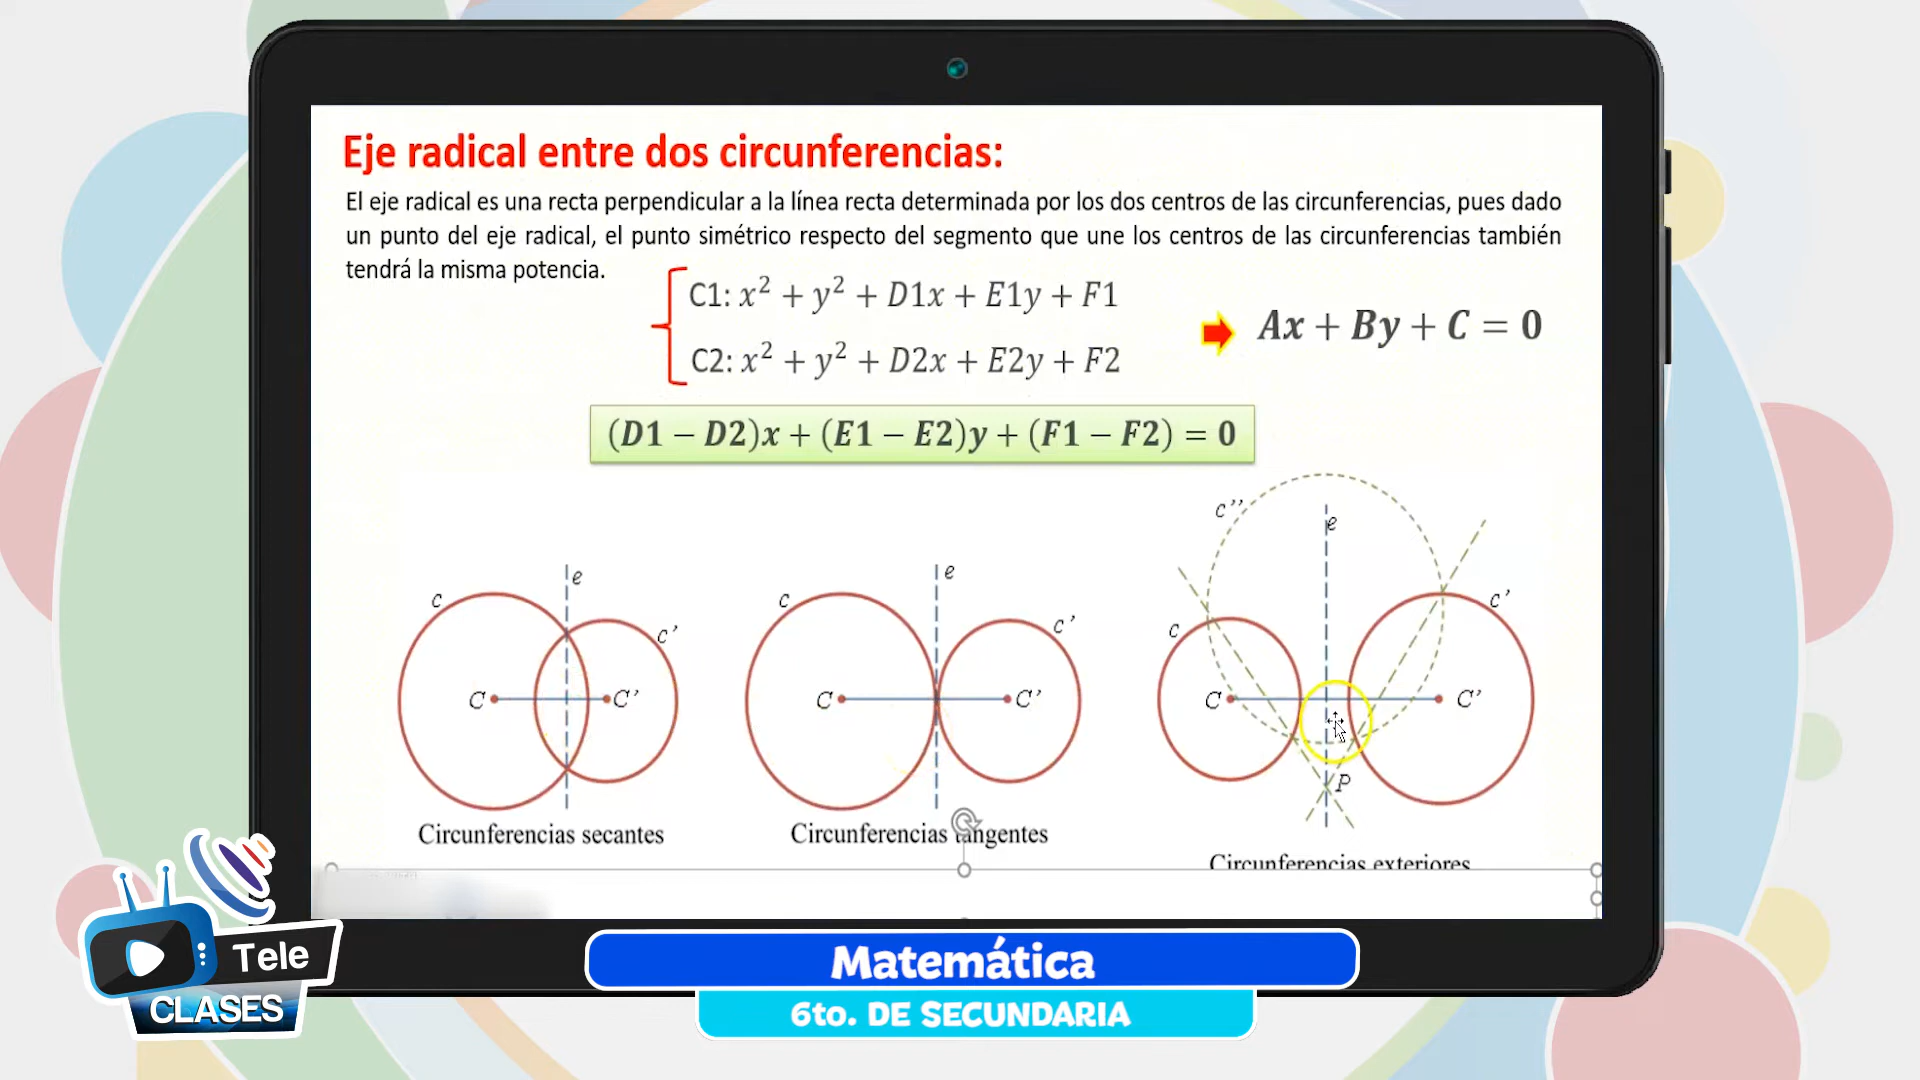 Eje radical entre dos circunferencias:
El eje radical es una recta perpendicular a la línea recta determinada por los dos centros de las circunferencias, pues dado
un punto del eje radical, el punto simétrico respecto del segmento que une los centros de las circunferencias también
tendrá la misma potencia.
C1: x² + y² + D1x + E1y + F1
C2: x² + y² + D2x + E2y + F2
Ax + By + C = 0
(D1 − D2)x + (E1 − E2)y + (F1 − F2) = 0
c e c' C C'
Circunferencias secantes
c e c' C C'
Circunferencias tangentes
c'' e c c' C C' P
Circunferencias exteriores
Tele
CLASES
Matemática
6to. DE SECUNDARIA